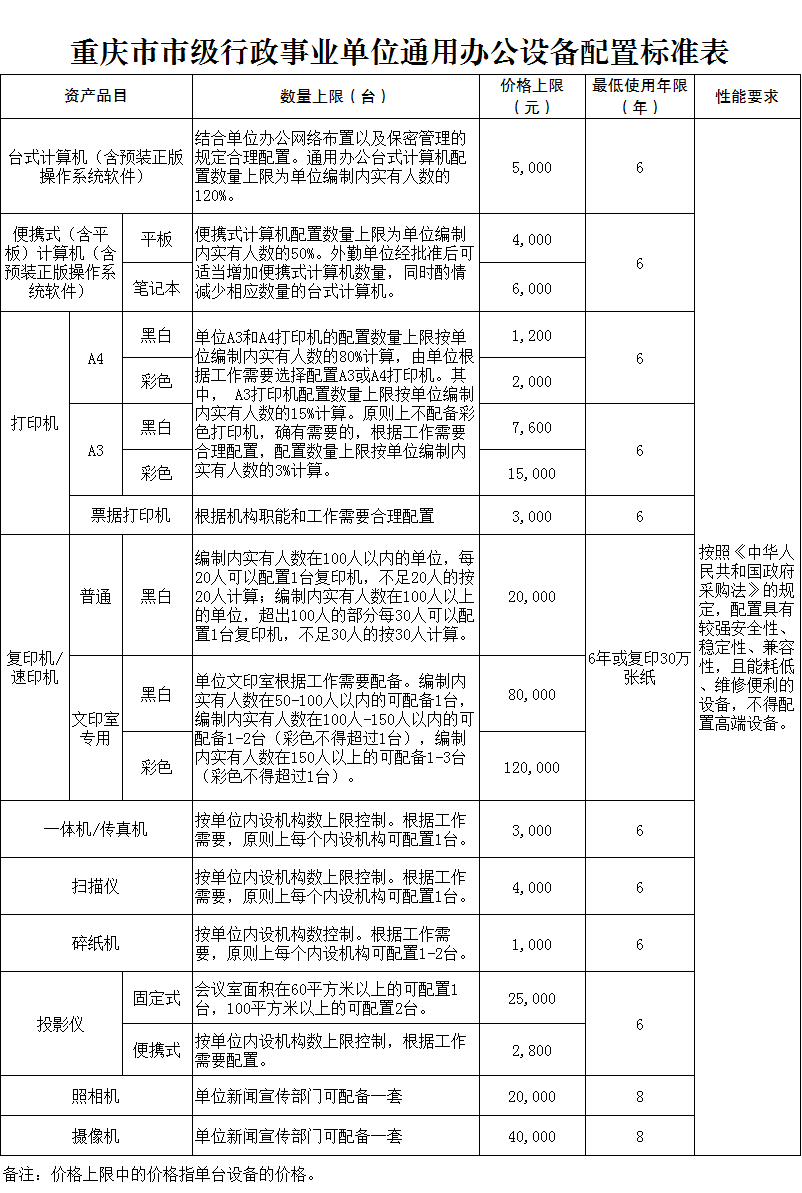 重庆市市级行政事业单位通用办公设备配置标准表
资产品目
数量上限（台）
价格上限
（元）
最低使用年限
（年）
性能要求
台式计算机（含预装正版
操作系统软件）
结合单位办公网络布置以及保密管理的
规定合理配置。通用办公台式计算机配
置数量上限为单位编制内实有人数的
120%。
5,000
6
便携式（含平
板）计算机（含
预装正版操作系
统软件）
平板
笔记本
便携式计算机配置数量上限为单位编制
内实有人数的50%。外勤单位经批准后可
适当增加便携式计算机数量，同时酌情
减少相应数量的台式计算机。
4,000
6,000
6
打印机
A4
黑白
彩色
A3
黑白
彩色
单位A3和A4打印机的配置数量上限按单
位编制内实有人数的80%计算，由单位根
据工作需要选择配置A3或A4打印机。其
中， A3打印机配置数量上限按单位编制
内实有人数的15%计算。原则上不配备彩
色打印机，确有需要的，根据工作需要
合理配置，配置数量上限按单位编制内
实有人数的3%计算。
1,200
2,000
6
7,600
15,000
6
票据打印机
根据机构职能和工作需要合理配置
3,000
6
复印机/
速印机
普通
黑白
编制内实有人数在100人以内的单位，每
20人可以配置1台复印机，不足20人的按
20人计算；编制内实有人数在100人以上
的单位，超出100人的部分每30人可以配
置1台复印机，不足30人的按30人计算。
20,000
6年或复印30万
张纸
文印室
专用
黑白
彩色
单位文印室根据工作需要配备。编制内
实有人数在50-100人以内的可配备1台，
编制内实有人数在100人-150人以内的可
配备1-2台（彩色不得超过1台），编制
内实有人数在150人以上的可配备1-3台
（彩色不得超过1台）。
80,000
120,000
一体机/传真机
按单位内设机构数上限控制。根据工作
需要，原则上每个内设机构可配置1台。
3,000
6
扫描仪
按单位内设机构数上限控制。根据工作
需要，原则上每个内设机构可配置1台。
4,000
6
碎纸机
按单位内设机构数控制。根据工作需
要，原则上每个内设机构可配置1-2台。
1,000
6
投影仪
固定式
会议室面积在60平方米以上的可配置1
台，100平方米以上的可配置2台。
25,000
6
便携式
按单位内设机构数上限控制，根据工作
需要配置。
2,800
照相机
单位新闻宣传部门可配备一套
20,000
8
摄像机
单位新闻宣传部门可配备一套
40,000
8
按照《中华人
民共和国政府
采购法》的规
定，配置具有
较强安全性、
稳定性、兼容
性，且能耗低
、维修便利的
设备，不得配
置高端设备。
备注：价格上限中的价格指单台设备的价格。